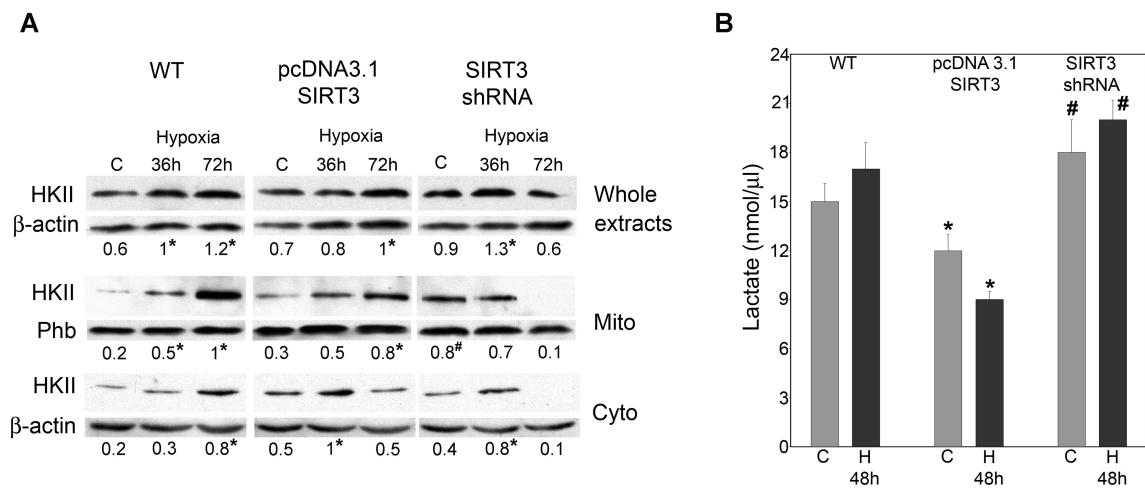 A
WT
pcDNA3.1
SIRT3
SIRT3
shRNA
Hypoxia
Hypoxia
Hypoxia
C 36h 72h C 36h 72h C 36h 72h
HKII
Whole
β-actin
extracts
0.6 1* 1.2* 0.7 0.8 1* 0.9 1.3* 0.6
HKII
Mito
Phb
0.2 0.5* 1* 0.3 0.5 0.8* 0.8# 0.7 0.1
HKII
Cyto
β-actin
0.2 0.3 0.8* 0.5 1* 0.5 0.4 0.8* 0.1
B
Lactate (nmol/µl)
24
21
18
15
12
9
6
3
0
WT
pcDNA 3.1
SIRT3
SIRT3
shRNA
* * # #
C H C H C H
48h 48h 48h